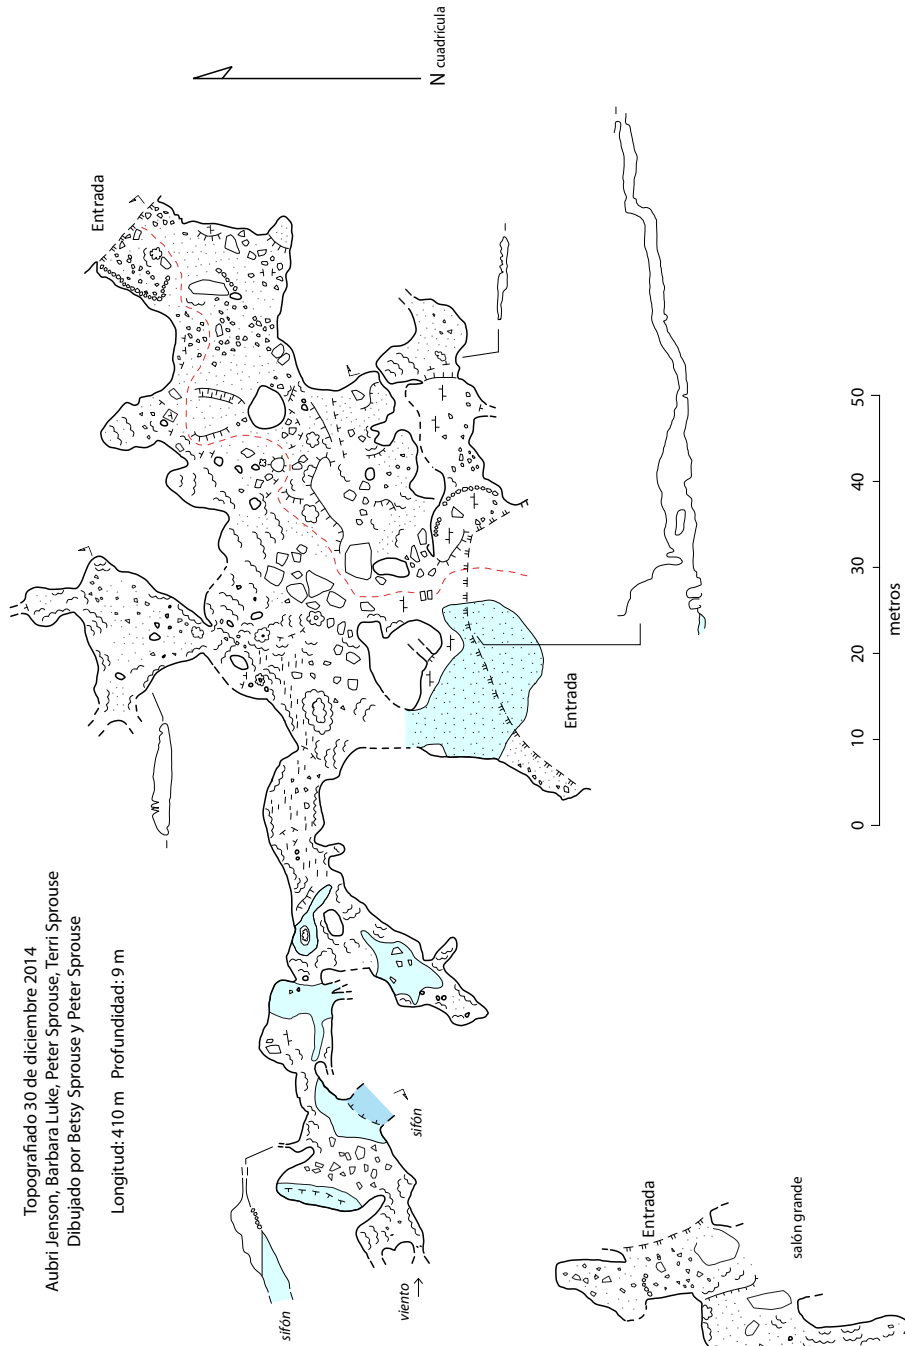 Topografiado 30 de diciembre 2014
Aubri Jenson, Barbara Luke, Peter Sprouse, Terri Sprouse
Dibujado por Betsy Sprouse y Peter Sprouse
Longitud: 410 m Profundidad: 9 m
N cuadrícula
Entrada
Entrada
sifón
sifón
viento
Entrada
salón grande
0 10 20 30 40 50
metros